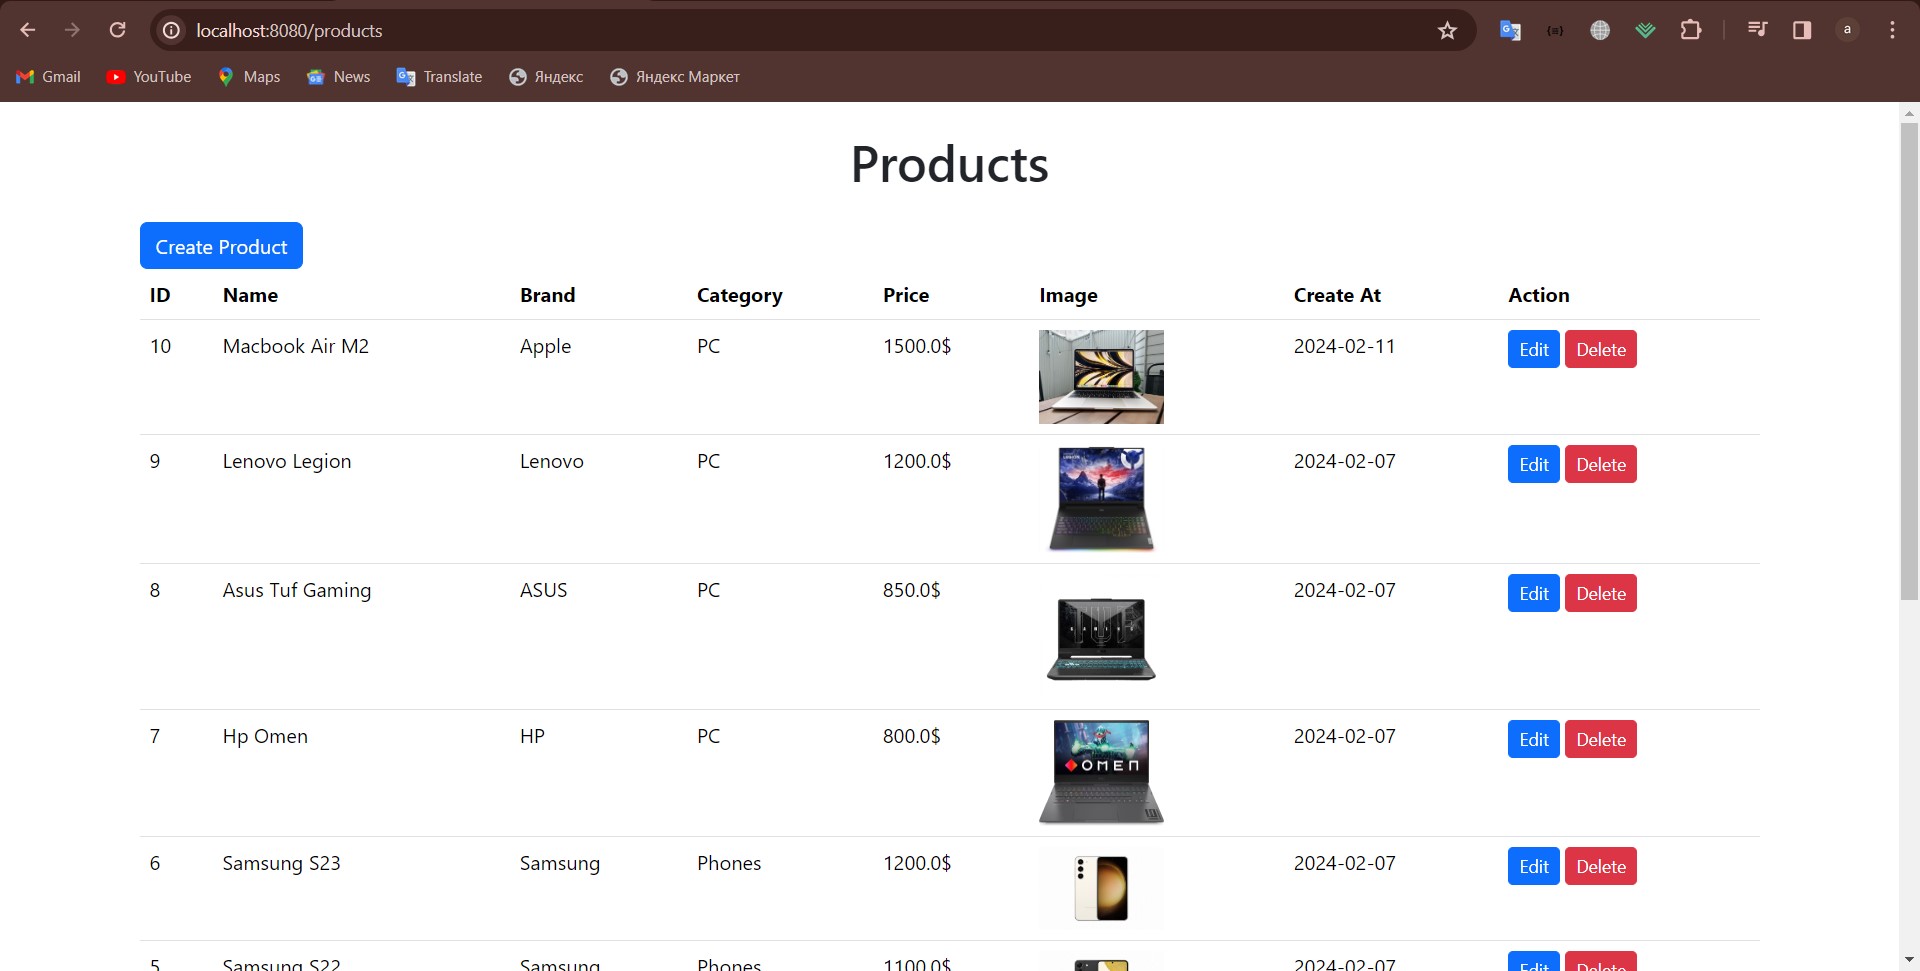 localhost:8080/products
a
Gmail YouTube Maps News Translate Яндекс Яндекс Маркет
Products
Create Product
ID Name Brand Category Price Image Create At Action
10 Macbook Air M2 Apple PC 1500.0$ 2024-02-11 Edit Delete
9 Lenovo Legion Lenovo PC 1200.0$ 2024-02-07 Edit Delete
8 Asus Tuf Gaming ASUS PC 850.0$ 2024-02-07 Edit Delete
7 Hp Omen HP PC 800.0$ 2024-02-07 Edit Delete
OMEN
6 Samsung S23 Samsung Phones 1200.0$ 2024-02-07 Edit Delete
5 Samsung S22 Samsung Phones 1100.0$ 2024-02-07 Edit Delete